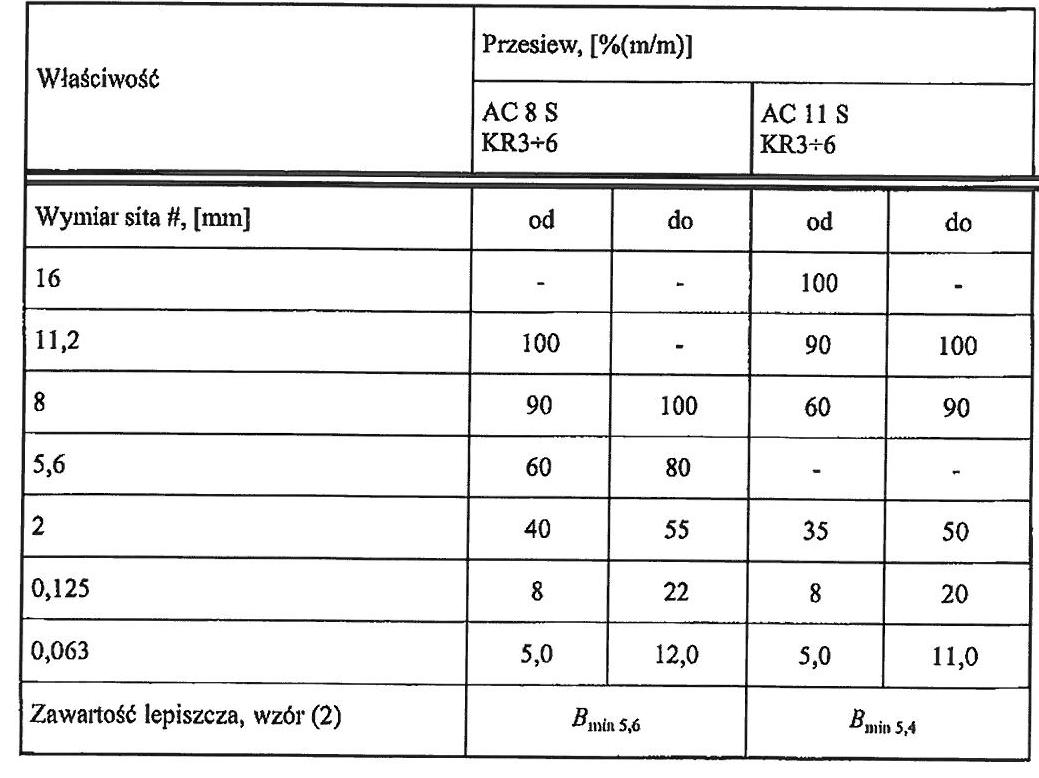 Właściwość
Przesiew, [%(m/m)]
AC 8 S
KR3÷6
AC 11 S
KR3÷6
Wymiar sita #, [mm] od do od do
16 - - 100 -
11,2 100 - 90 100
8 90 100 60 90
5,6 60 80 - -
2 40 55 35 50
0,125 8 22 8 20
0,063 5,0 12,0 5,0 11,0
Zawartość lepiszcza, wzór (2) Bmin 5,6 Bmin 5,4